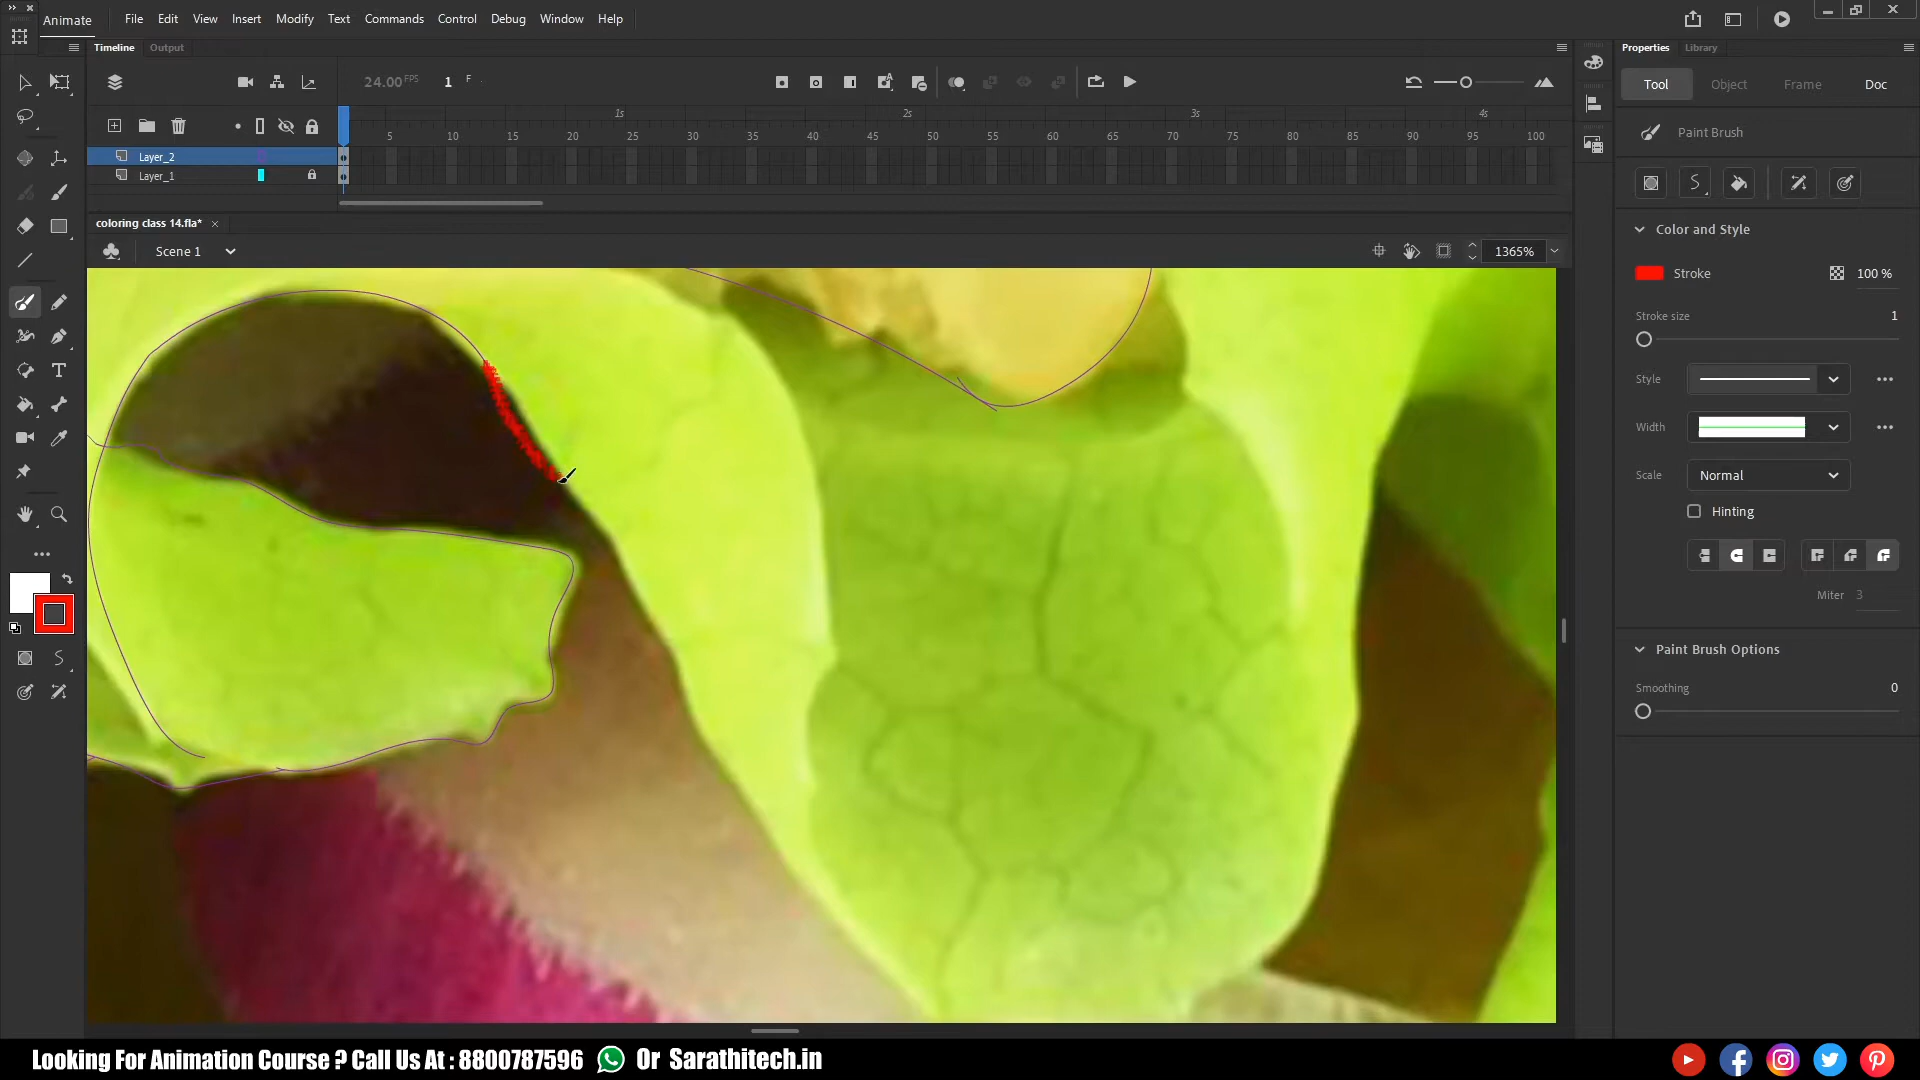 Animate File Edit View Insert Modify Text Commands Control Debug Window Help
Timeline Output
Properties Library
24.00 FPS 1 F
Tool Object Frame Doc
1s 2s 3s 4s
5 10 15 20 25 30 35 40 45 50 55 60 65 70 75 80 85 90 95 100
Paint Brush
Layer_2
Layer_1
coloring class 14.fla*
Scene 1
1365%
Color and Style
Stroke 100 %
Stroke size 1
Style
Width
Scale Normal
Hinting
Miter 3
Paint Brush Options
Smoothing 0
Looking For Animation Course ? Call Us At : 8800787596 Or Sarathitech.in